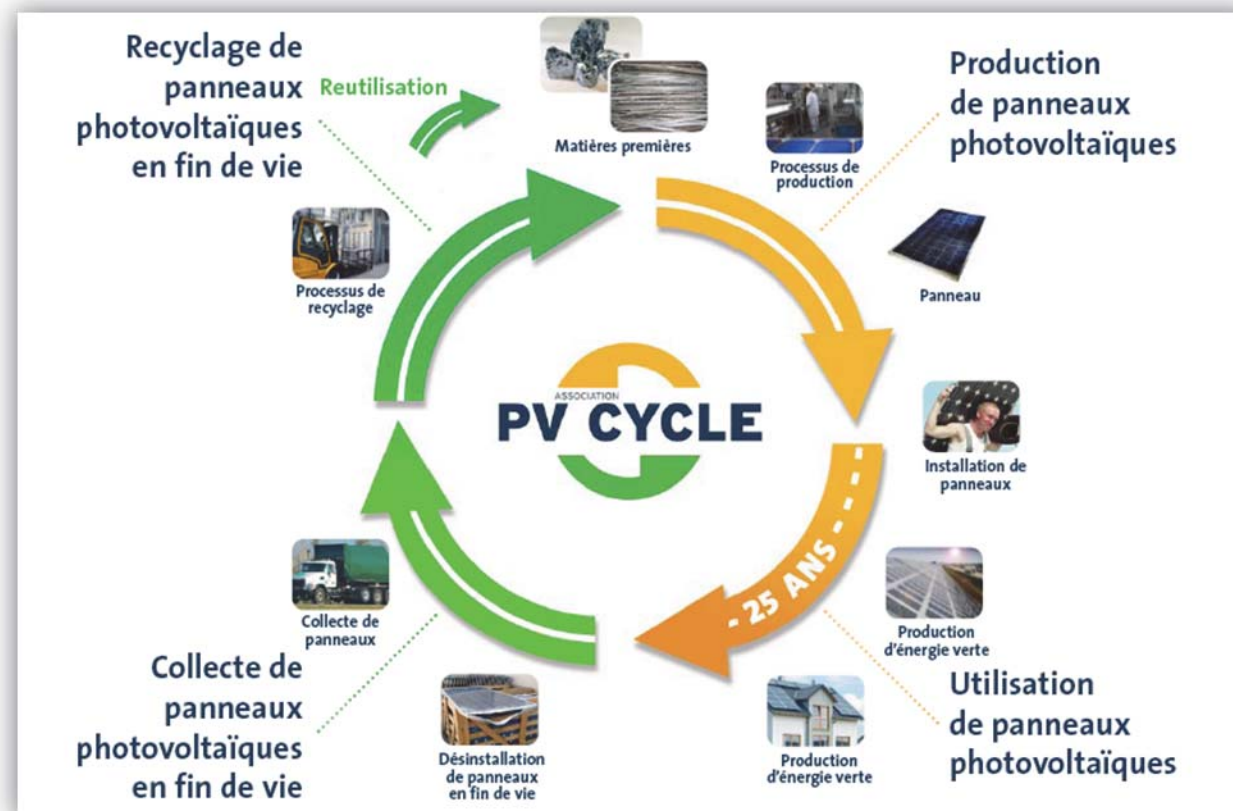 Recyclage de
panneaux
photovoltaïques
en fin de vie
Reutilisation
Matières premières
Processus de
production
Production
de panneaux
photovoltaïques
Panneau
Processus de
recyclage
ASSOCIATION
PV CYCLE
Installation de
panneaux
- 25 ANS - - - -
Collecte de
panneaux
Production
d'énergie verte
Collecte de
panneaux
photovoltaïques
en fin de vie
Désinstallation
de panneaux
en fin de vie
Production
d'énergie verte
Utilisation
de panneaux
photovoltaïques